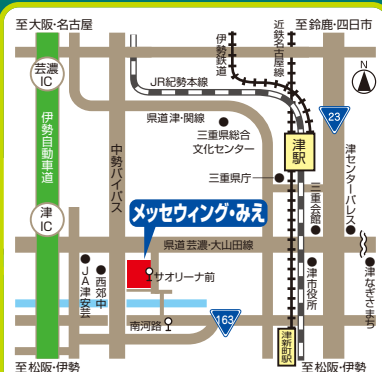 至大阪・名古屋
近鉄名古屋線
至鈴鹿・四日市
伊勢鉄道
芸濃
IC
JR紀勢本線
N
県道津・関線
23
伊勢自動車道
中勢バイパス
三重県総合
文化センター
津駅
津センターパレス
三重県庁
三重会館
津
IC
メッセウィング・みえ
県道芸濃・大山田線
JA津安芸
西郊中
サオリーナ前
津市役所
津なぎさまち
南河路
163
津新町駅
至松阪・伊勢
至松阪・伊勢